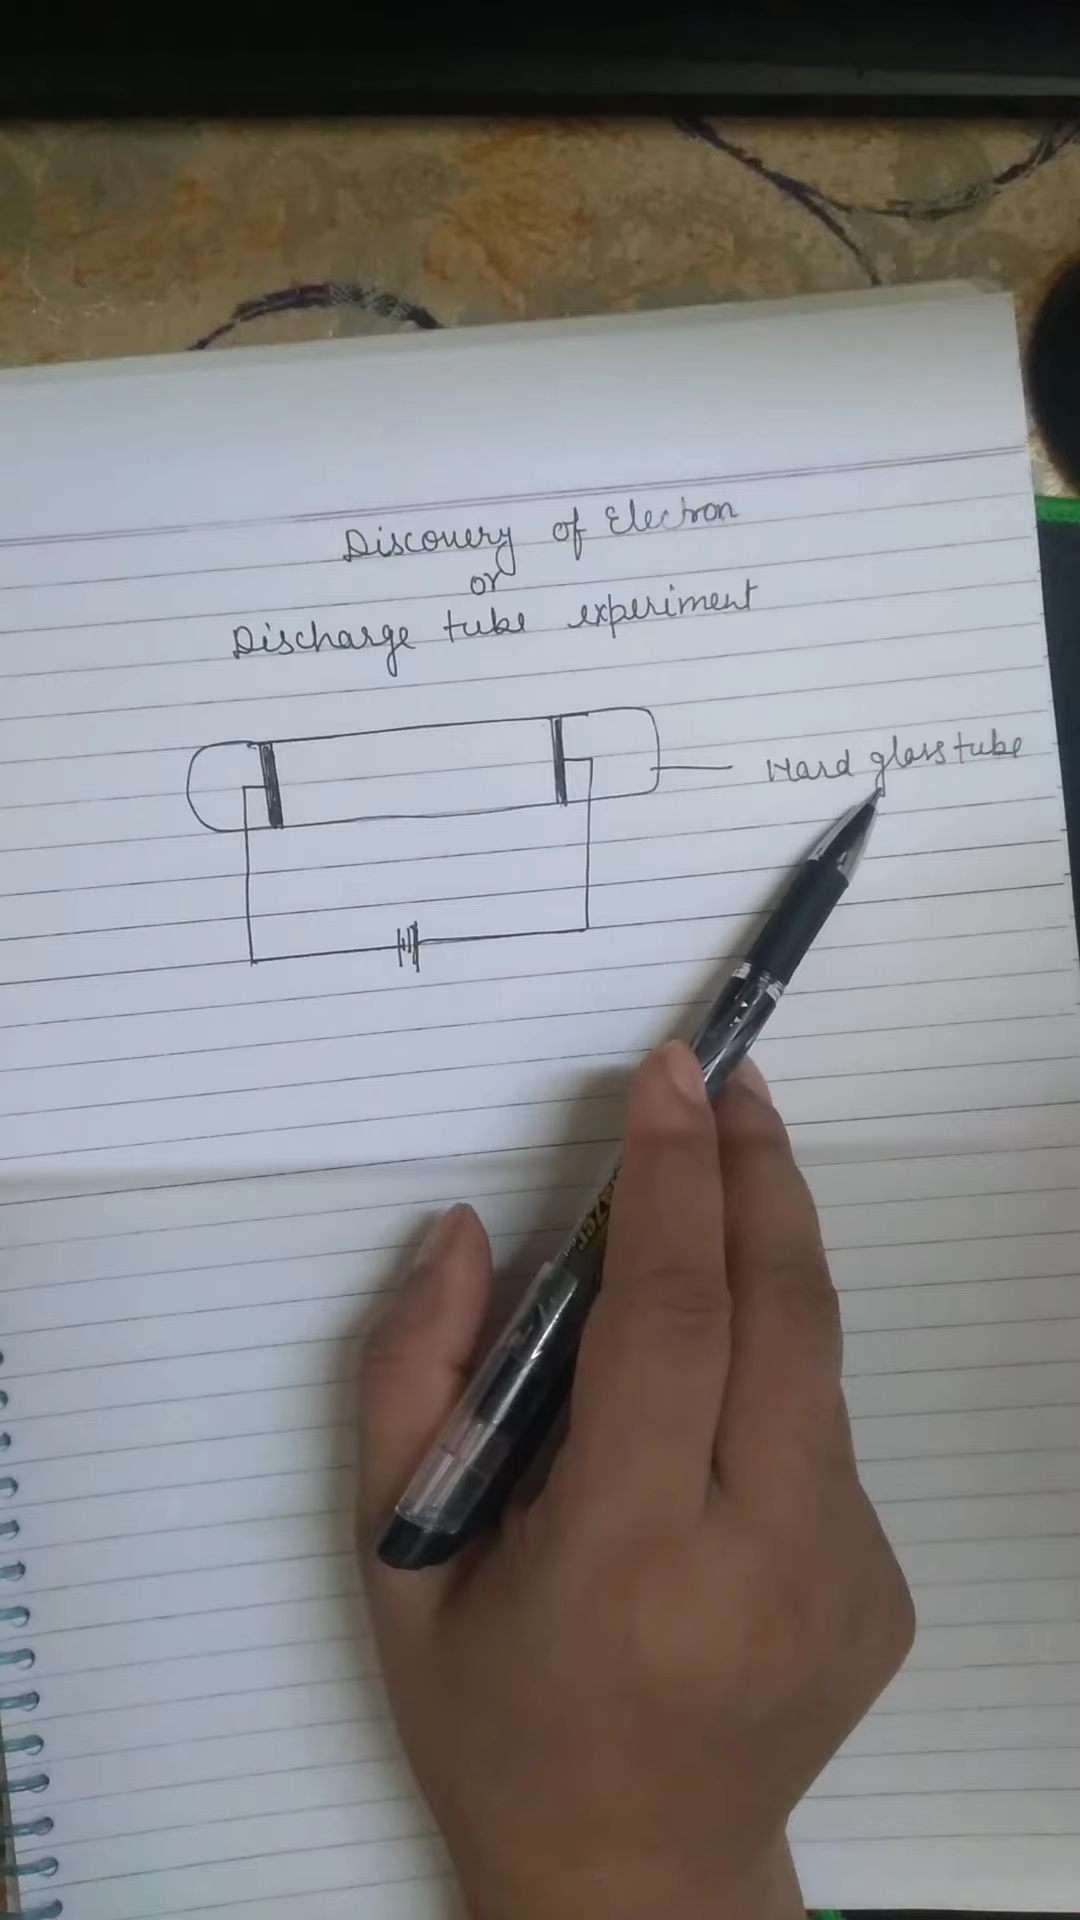 Discovery of Electron
or
Discharge tube experiment
Hard glass tube